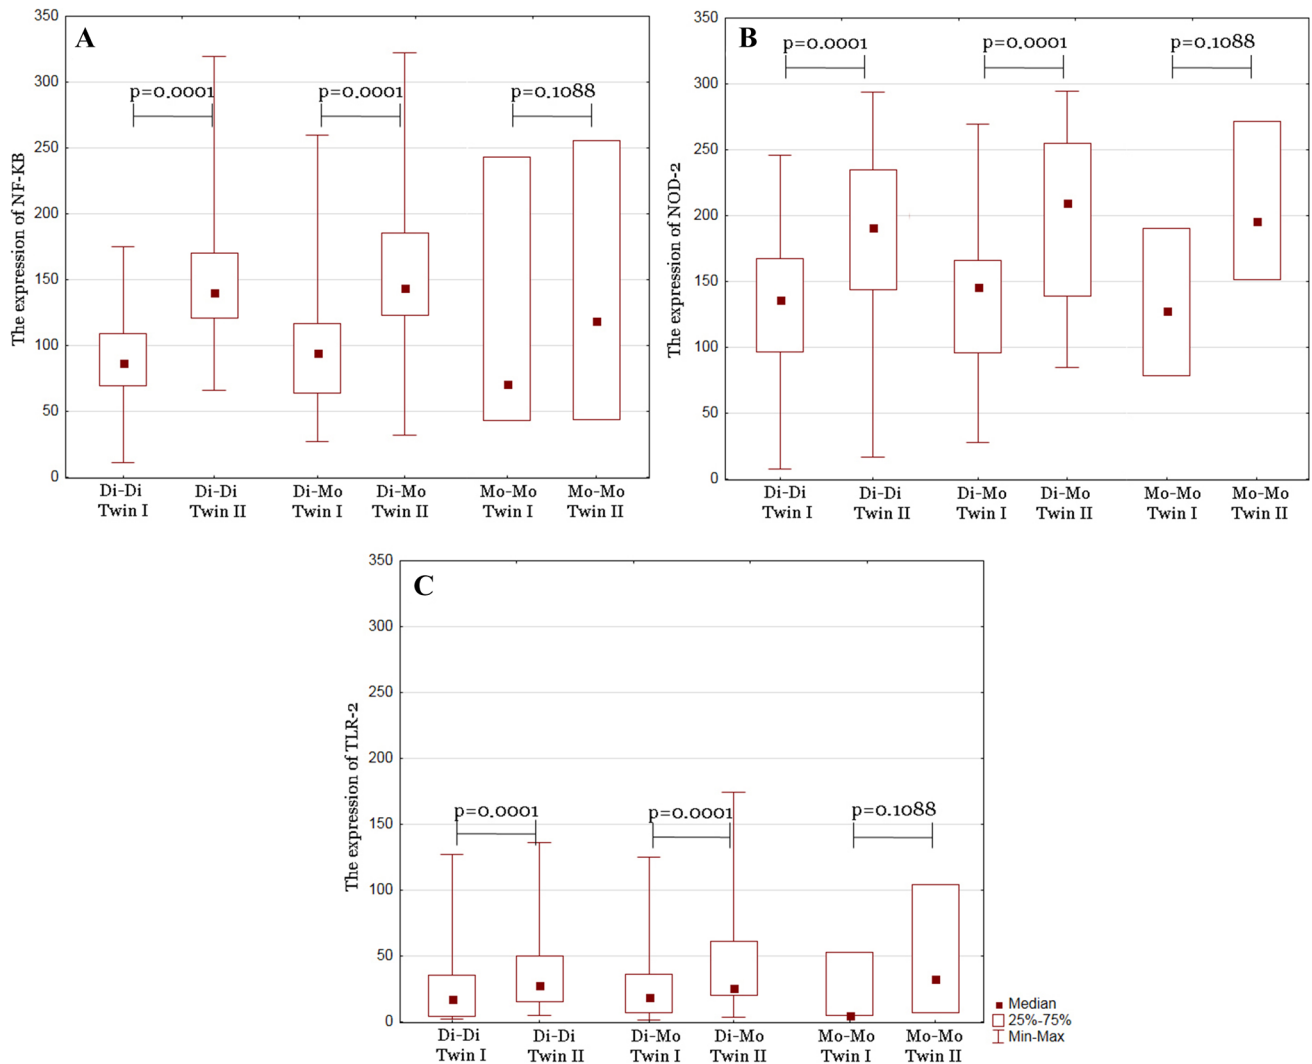 A
The expression of NF-KB
350
300
250
200
150
100
50
0
p=0.0001
p=0.0001
p=0.1088
Di-Di Di-Di Di-Mo Di-Mo Mo-Mo Mo-Mo
Twin I Twin II Twin I Twin II Twin I Twin II
B
The expression of NOD-2
350
300
250
200
150
100
50
0
p=0.0001
p=0.0001
p=0.1088
Di-Di Di-Di Di-Mo Di-Mo Mo-Mo Mo-Mo
Twin I Twin II Twin I Twin II Twin I Twin II
C
The expression of TLR-2
350
300
250
200
150
100
50
0
p=0.0001
p=0.0001
p=0.1088
Di-Di Di-Di Di-Mo Di-Mo Mo-Mo Mo-Mo
Twin I Twin II Twin I Twin II Twin I Twin II
Median
25%-75%
Min-Max